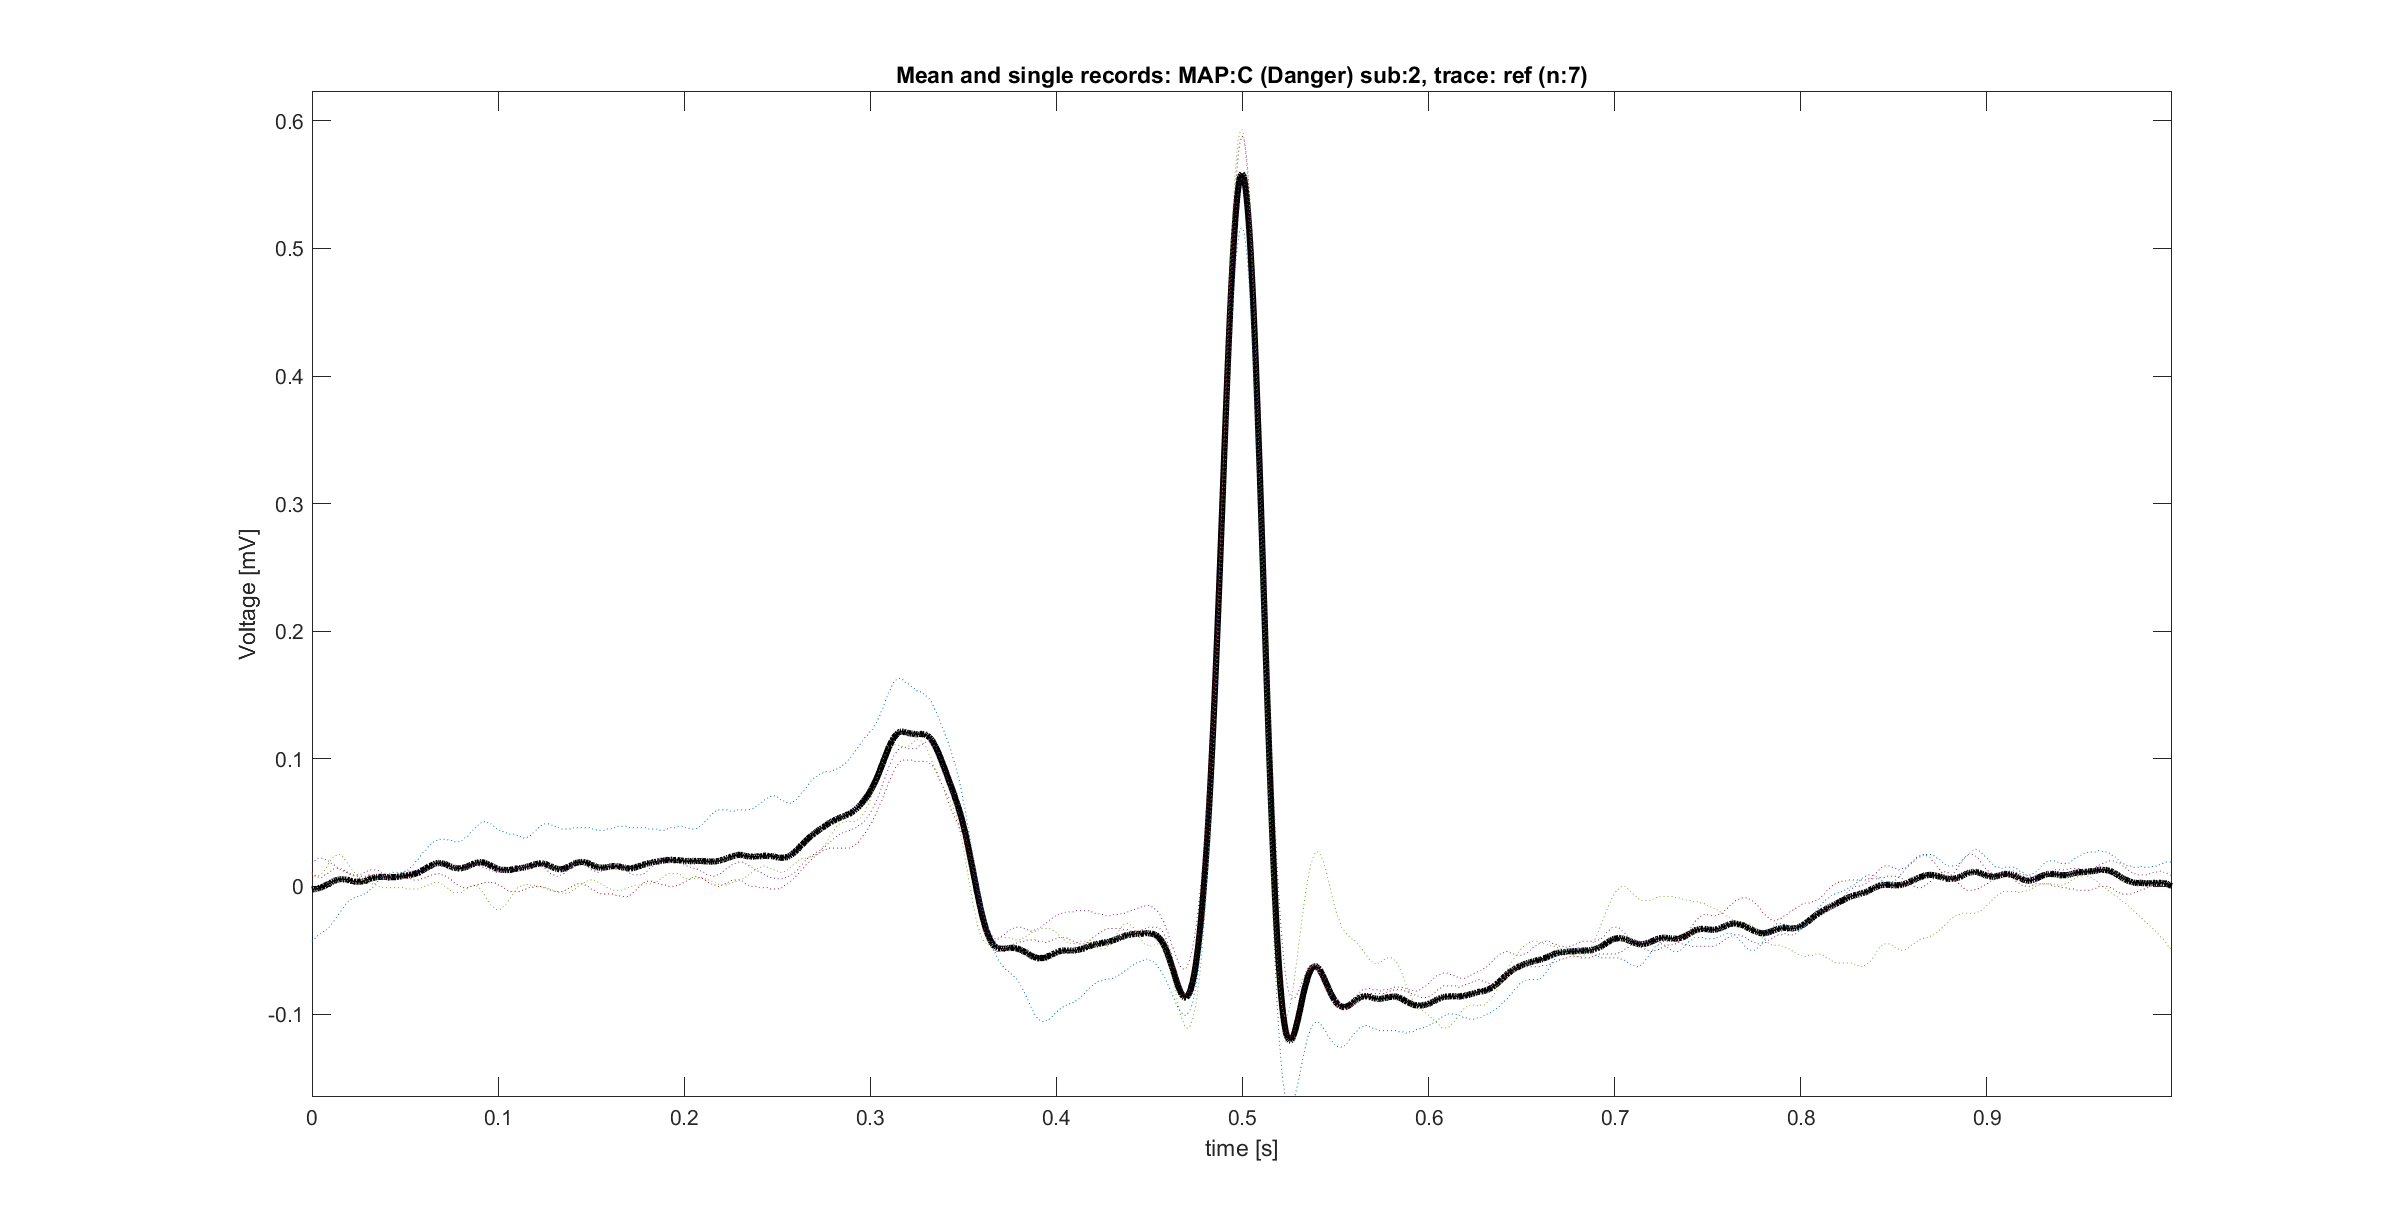 Mean and single records: MAP:C (Danger) sub:2, trace: ref (n:7)
0.6
0.5
0.4
0.3
0.2
0.1
0
-0.1
Voltage [mV]
0 0.1 0.2 0.3 0.4 0.5 0.6 0.7 0.8 0.9
time [s]